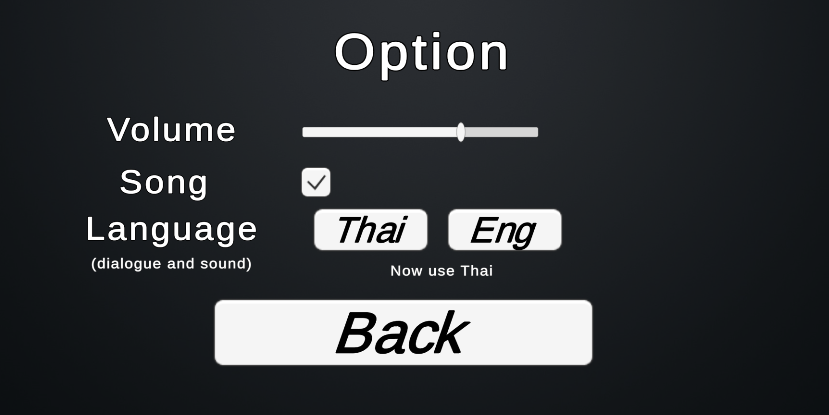 Option
Volume
Song
Language
Thai Eng
(dialogue and sound)
Now use Thai
Back